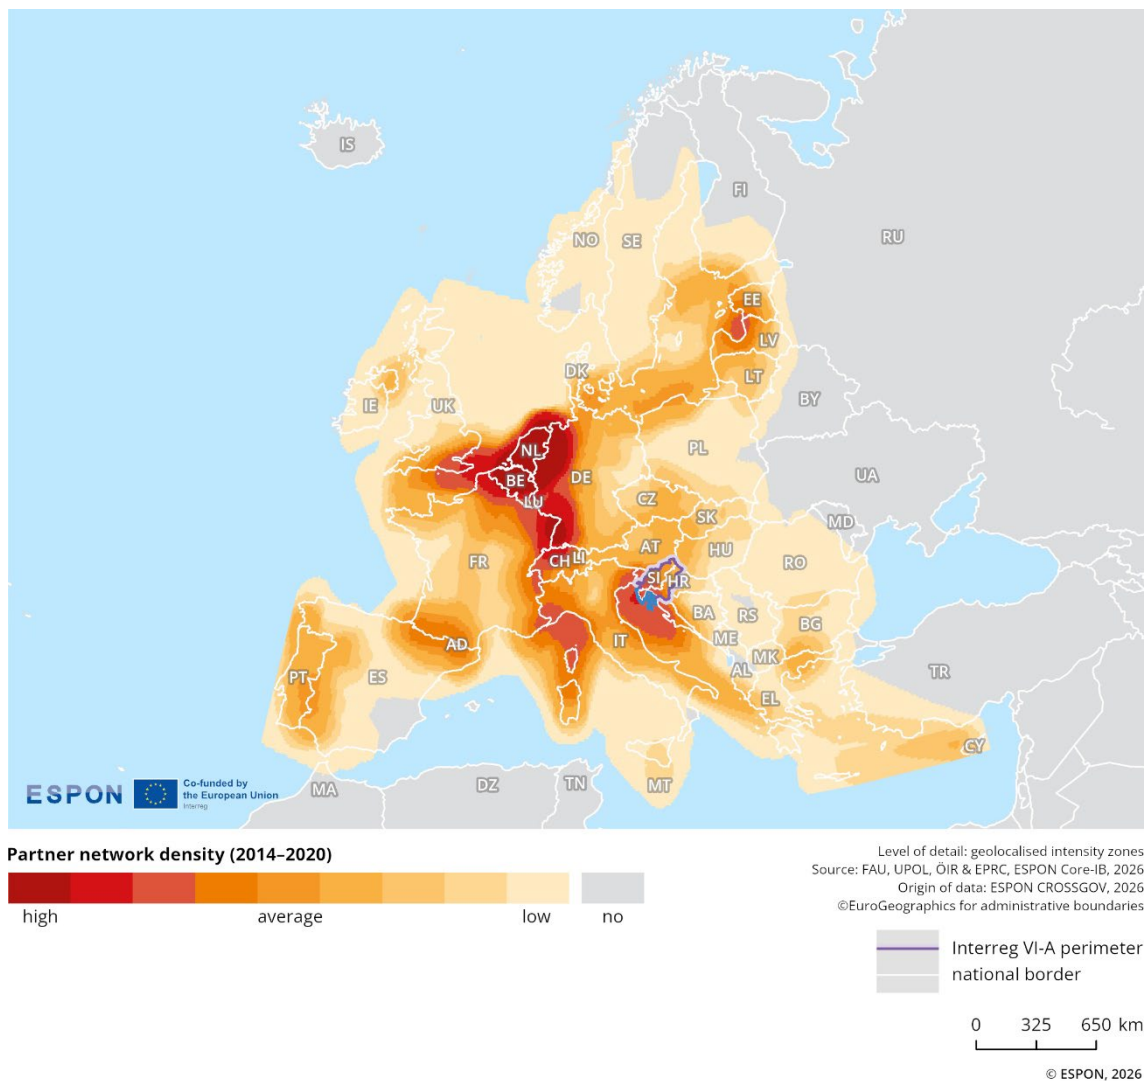 IS
FI
NO
SE
RU
EE
LV
DK
LT
IE
UK
BY
NL
PL
BE
DE
UA
LU
CZ
SK
MD
AT
HU
FR
CH
LI
RO
SI
HR
BA
RS
BG
IT
ME
AD
MK
AL
TR
PT
ES
EL
CY
MA
DZ
TN
MT
ESPON
Co-funded by
the European Union
Interreg
Partner network density (2014–2020)
high
average
low
no
Level of detail: geolocalised intensity zones
Source: FAU, UPOL, ÖIR & EPRC, ESPON Core-IB, 2026
Origin of data: ESPON CROSSGOV, 2026
©EuroGeographics for administrative boundaries
Interreg VI-A perimeter
national border
0 325 650 km
© ESPON, 2026